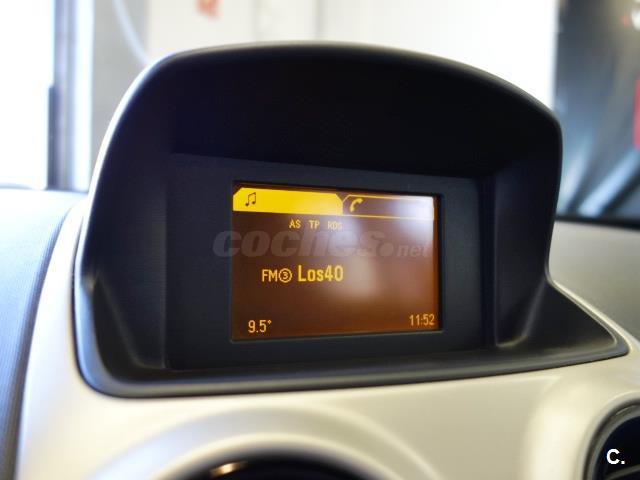 AS TP RDS
coches.net
FM③ Los40
9.5° 11:52
C.